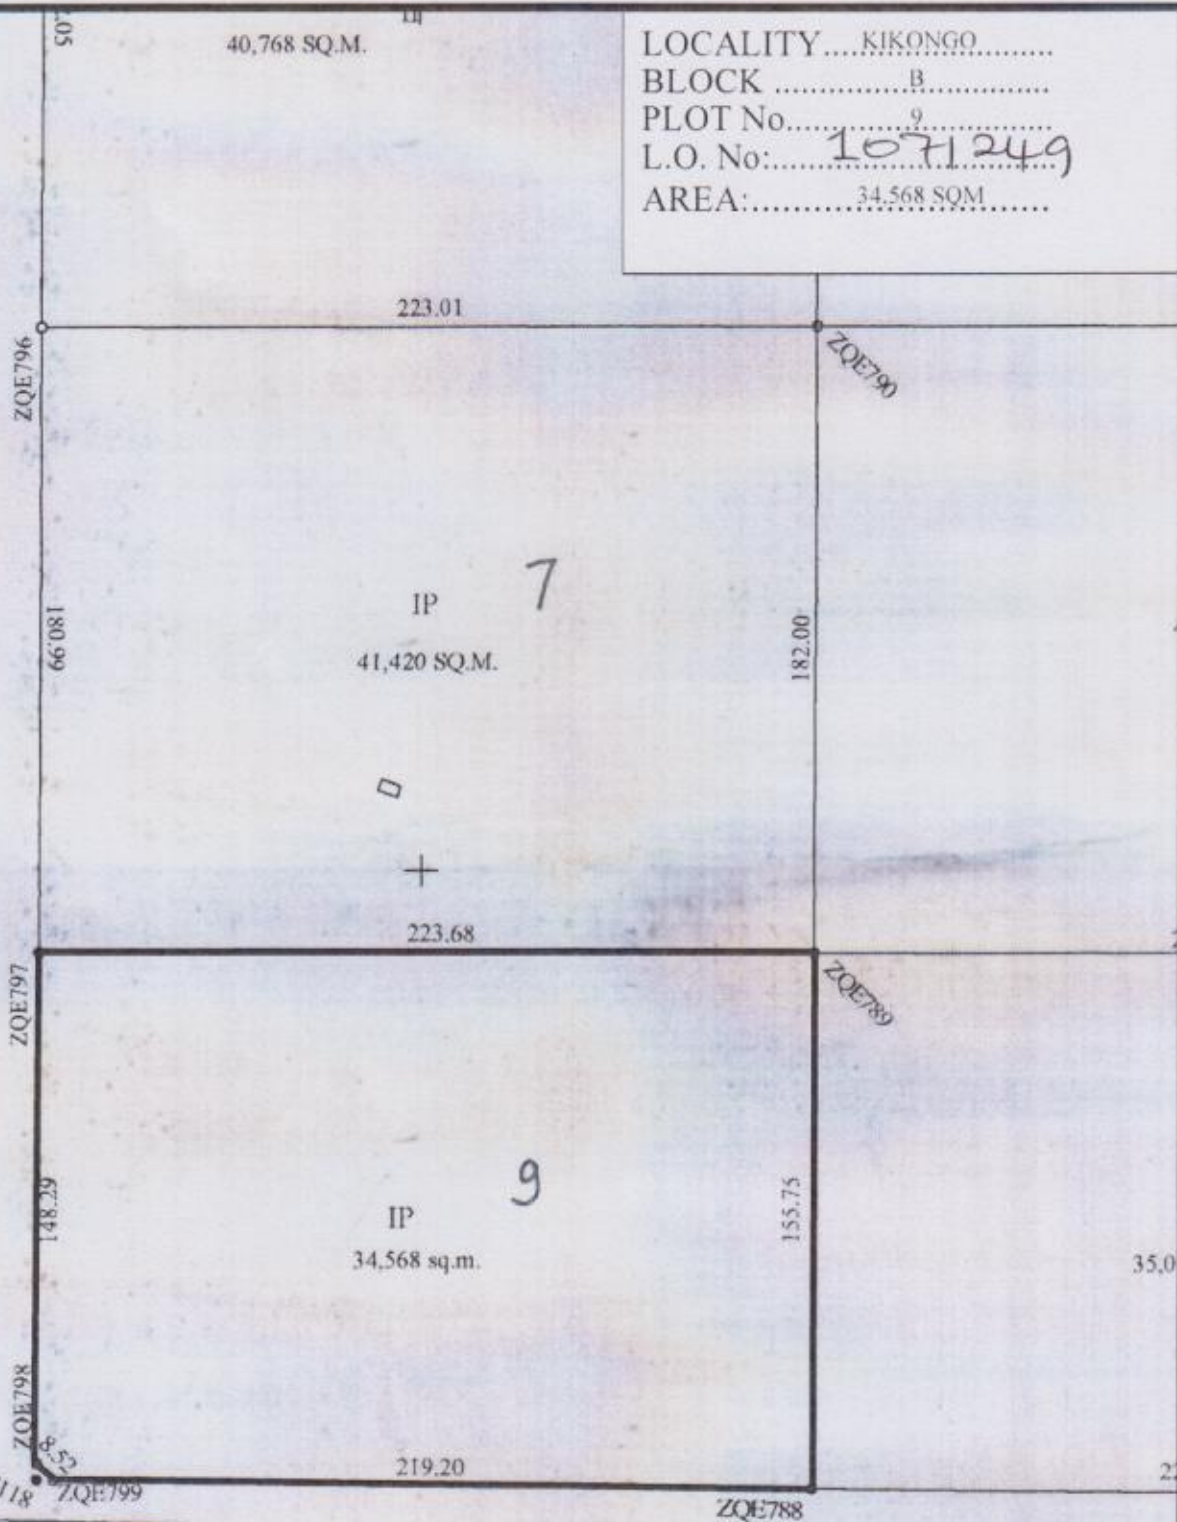 40,768 SQ.M.
LOCALITY....KIKONGO..........
BLOCK ..................B................
PLOT No...............9...............
L.O. No:......1071249
AREA:............34.568 SQM.......
223.01
ZQE796
ZQE790
180.99
IP
7
41,420 SQ.M.
182.00
223.68
ZQE797
ZQE789
148.29
IP
9
34,568 sq.m.
155.75
35,0
ZQE798
8.52
219.20
ZQE799
ZQE788